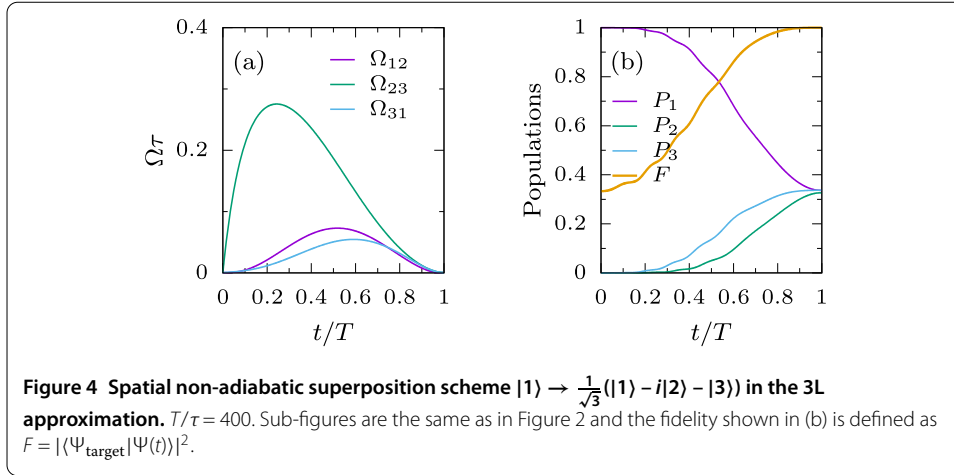 (a)
Ω₁₂
Ω₂₃
Ω₃₁
Ωτ
0.4
0.2
0
0 0.2 0.4 0.6 0.8 1
t/T
(b)
P₁
P₂
P₃
F
Populations
1
0.8
0.6
0.4
0.2
0
0 0.2 0.4 0.6 0.8 1
t/T
Figure 4 Spatial non-adiabatic superposition scheme |1⟩ → 1/√3(|1⟩ – i|2⟩ – |3⟩) in the 3L
approximation. T/τ = 400. Sub-figures are the same as in Figure 2 and the fidelity shown in (b) is defined as
F = |⟨Ψtarget|Ψ(t)⟩|².